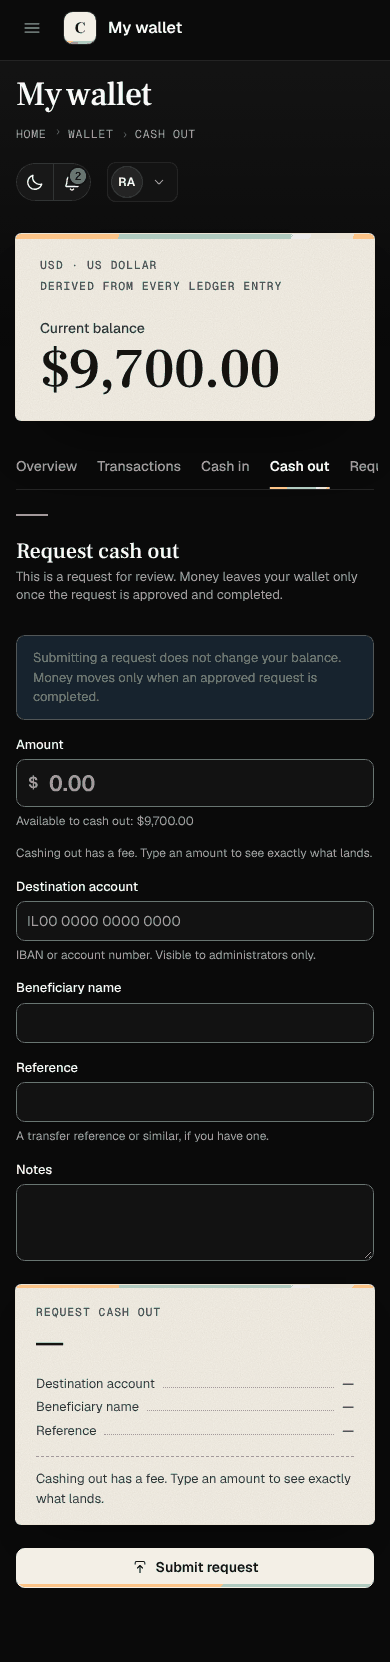 C My wallet
My wallet
HOME › WALLET › CASH OUT
2 RA
USD · US DOLLAR
DERIVED FROM EVERY LEDGER ENTRY
Current balance
$9,700.00
Overview Transactions Cash in Cash out Requ
Request cash out
This is a request for review. Money leaves your wallet only
once the request is approved and completed.
Submitting a request does not change your balance.
Money moves only when an approved request is
completed.
Amount
$ 0.00
Available to cash out: $9,700.00
Cashing out has a fee. Type an amount to see exactly what lands.
Destination account
IL00 0000 0000 0000
IBAN or account number. Visible to administrators only.
Beneficiary name
Reference
A transfer reference or similar, if you have one.
Notes
REQUEST CASH OUT
—
Destination account —
Beneficiary name —
Reference —
Cashing out has a fee. Type an amount to see exactly
what lands.
Submit request